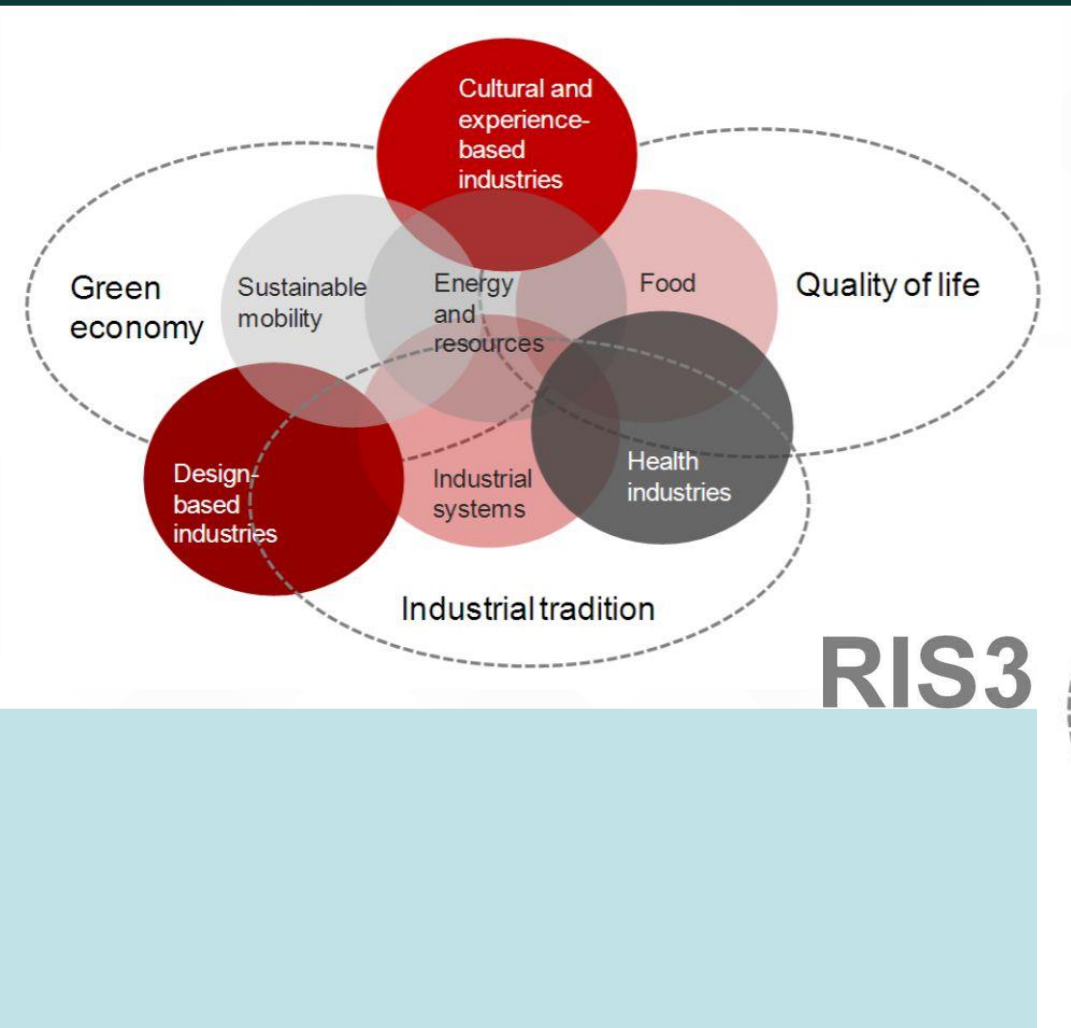 Cultural and
experience-
based
industries
Green
economy
Sustainable
mobility
Energy
and
resources
Food
Quality of life
Design-
based
industries
Industrial
systems
Health
industries
Industrial tradition
RIS3